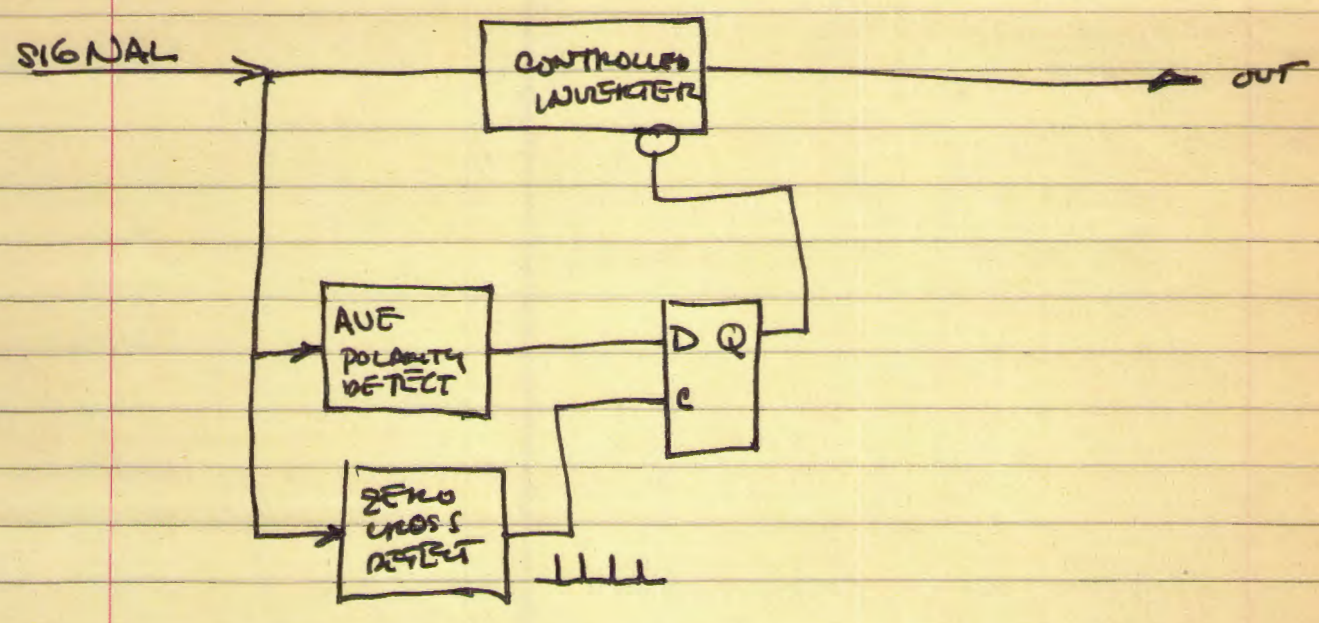 SIGNAL
CONTROLLED
INVERTER
OUT
AVE
POLARITY
DETECT
D Q
C
ZERO
CROSS
DETECT